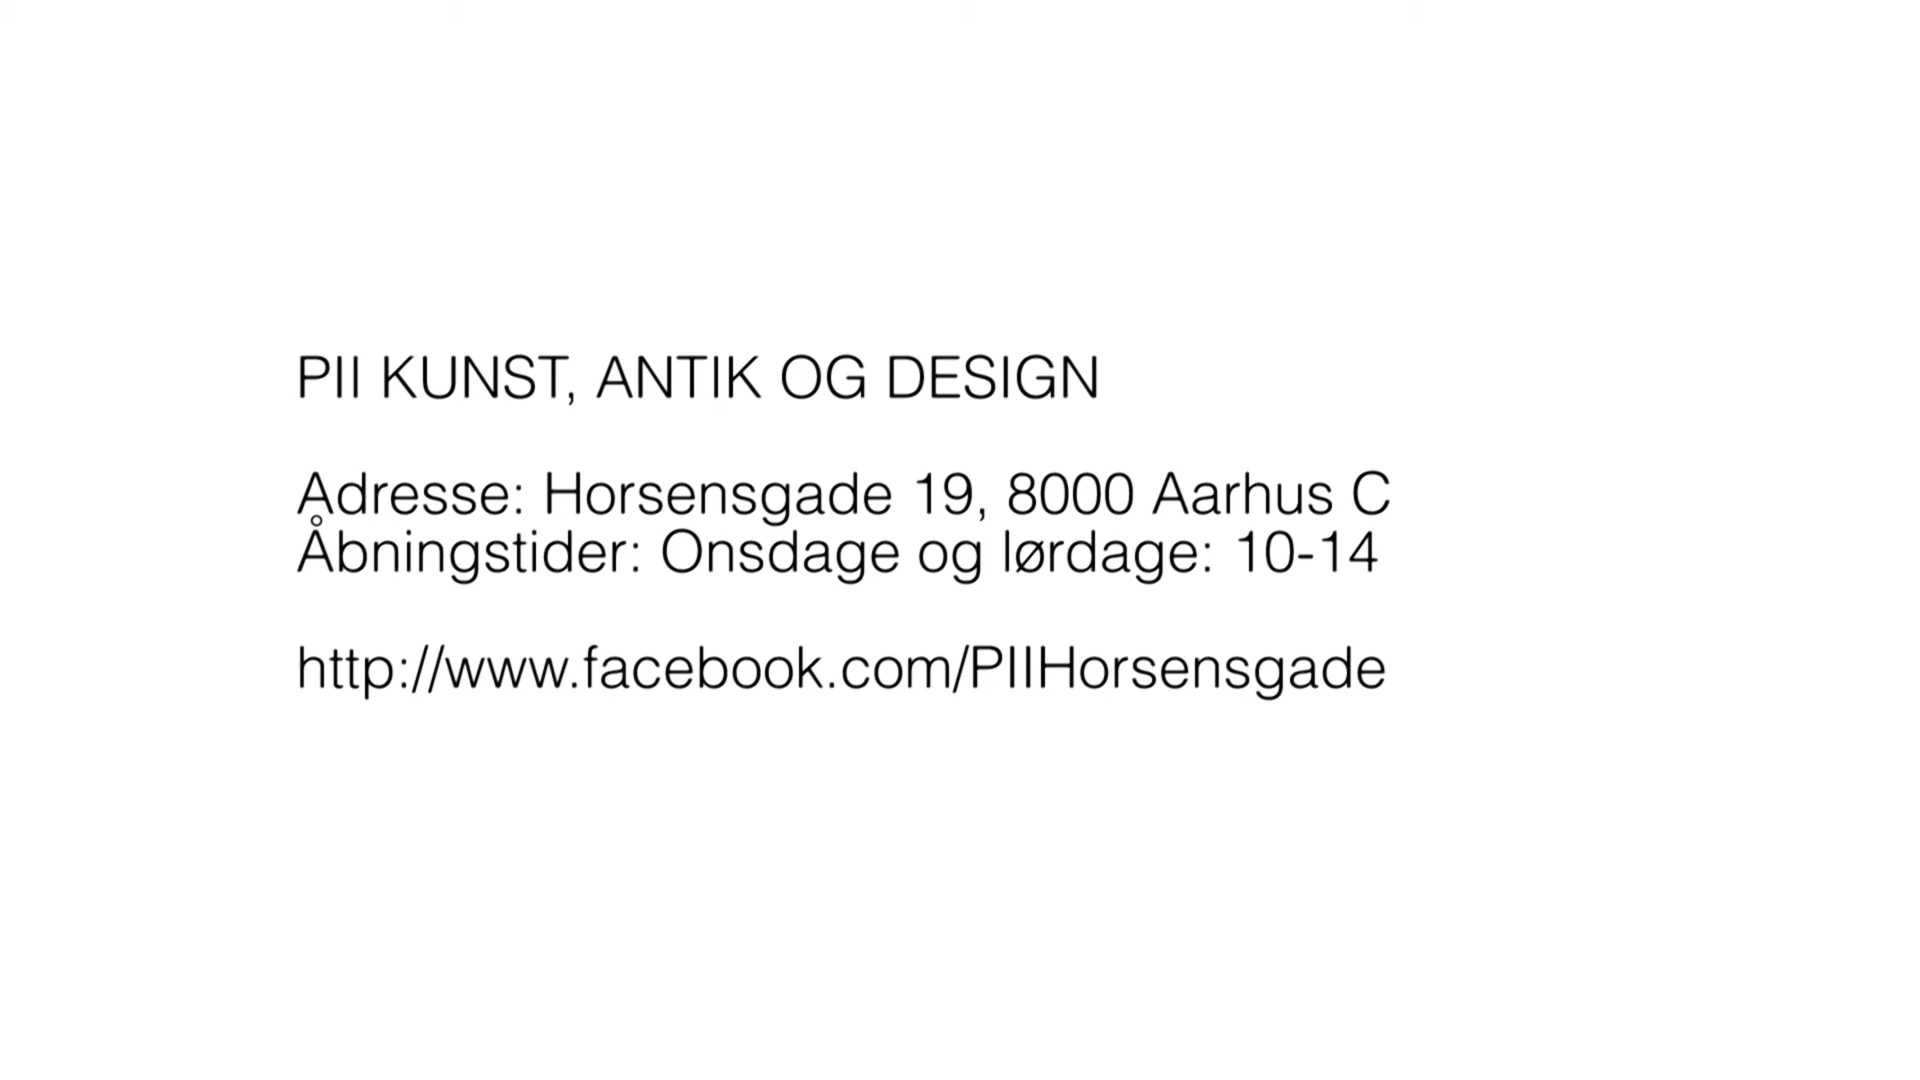 PII KUNST, ANTIK OG DESIGN
Adresse: Horsensgade 19, 8000 Aarhus C
Åbningstider: Onsdage og lørdage: 10-14
http://www.facebook.com/PIIHorsensgade